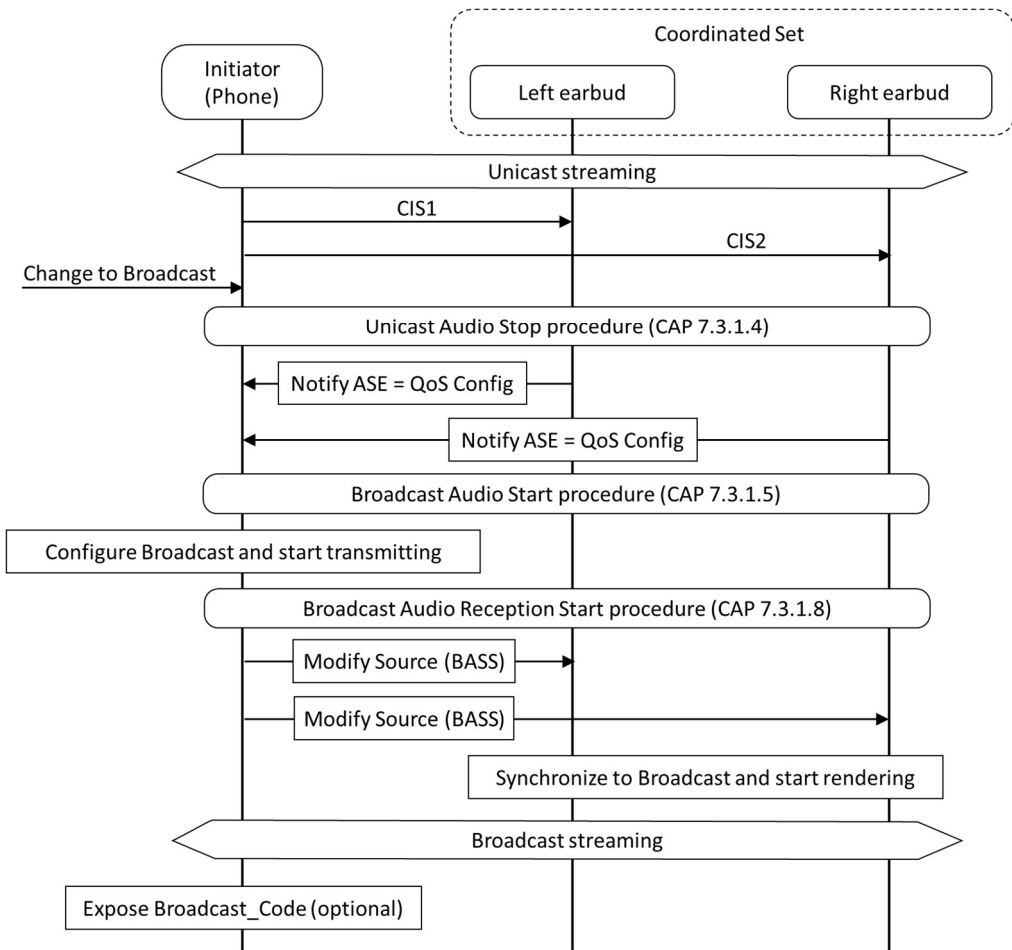 Coordinated Set
Initiator
(Phone)
Left earbud
Right earbud
Unicast streaming
CIS1
CIS2
Change to Broadcast
Unicast Audio Stop procedure (CAP 7.3.1.4)
Notify ASE = QoS Config
Notify ASE = QoS Config
Broadcast Audio Start procedure (CAP 7.3.1.5)
Configure Broadcast and start transmitting
Broadcast Audio Reception Start procedure (CAP 7.3.1.8)
Modify Source (BASS)
Modify Source (BASS)
Synchronize to Broadcast and start rendering
Broadcast streaming
Expose Broadcast_Code (optional)